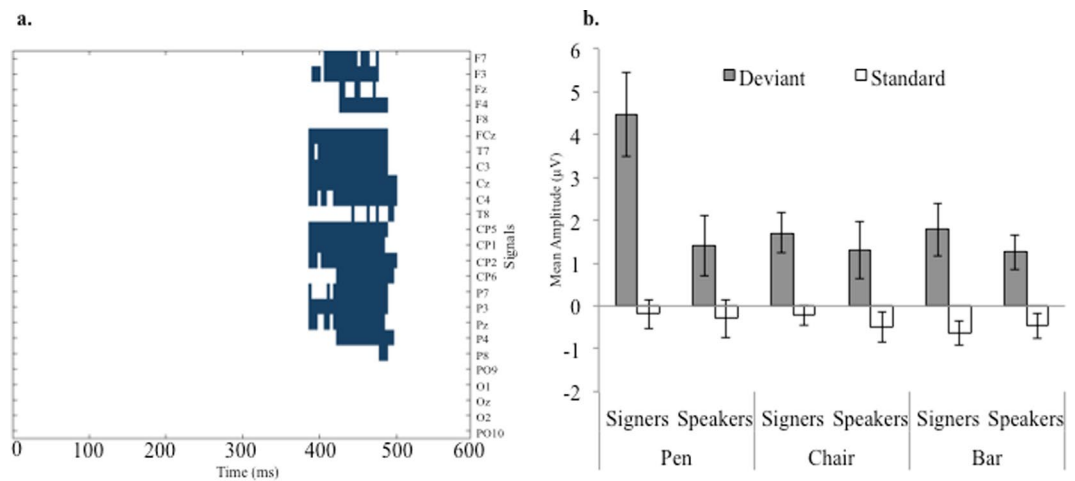 a.
F7
F3
Fz
F4
F8
FCz
T7
C3
Cz
C4
T8
CP5
CP1
CP2
CP6
P7
P3
Pz
P4
P8
PO9
O1
Oz
O2
PO10
Signals
0 100 200 300 400 500 600
Time (ms)
b.
Deviant Standard
6
5
4
3
2
1
0
-1
-2
Mean Amplitude (µV)
Signers Speakers Signers Speakers Signers Speakers
Pen Chair Bar